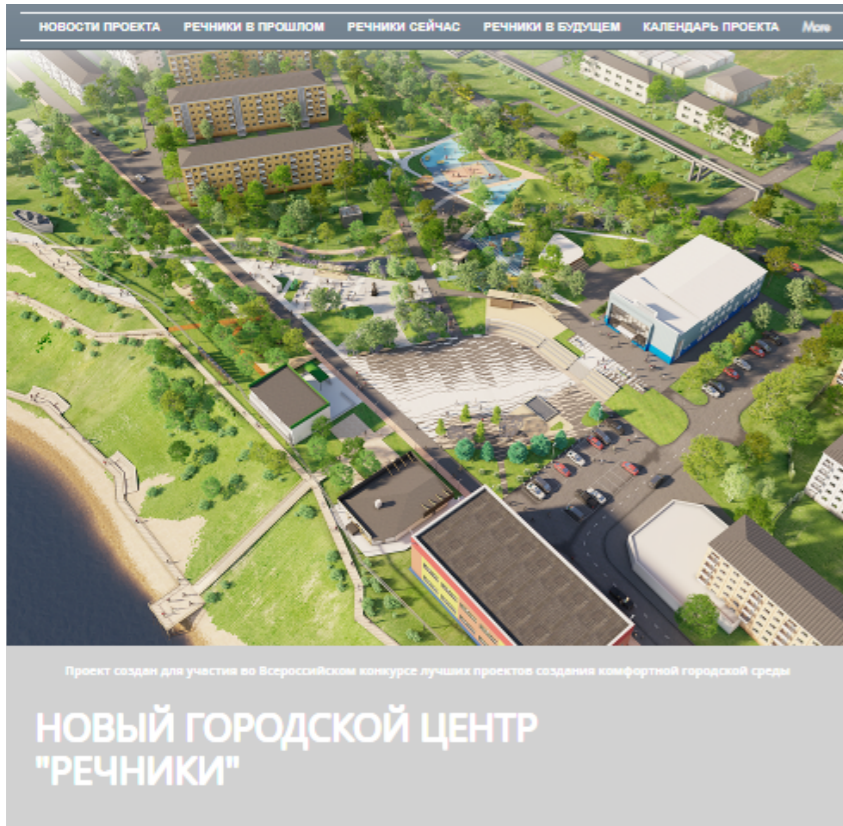 НОВОСТИ ПРОЕКТА РЕЧНИКИ В ПРОШЛОМ РЕЧНИКИ СЕЙЧАС РЕЧНИКИ В БУДУЩЕМ КАЛЕНДАРЬ ПРОЕКТА More
Проект создан для участия во Всероссийском конкурсе лучших проектов создания комфортной городской среды
НОВЫЙ ГОРОДСКОЙ ЦЕНТР
"РЕЧНИКИ"